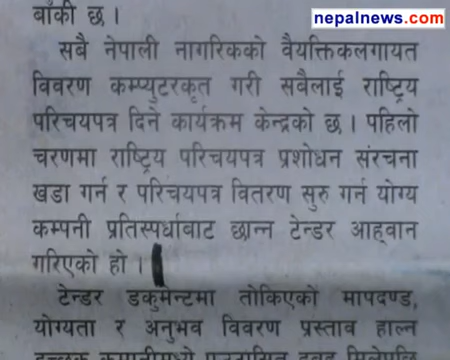 बाँकी छ ।
nepalnews.com
सबै नेपाली नागरिकको वैयक्तिकलगायत
विवरण कम्प्युटरकृत गरी सबैलाई राष्ट्रिय
परिचयपत्र दिने कार्यक्रम केन्द्रको छ । पहिलो
चरणमा राष्ट्रिय परिचयपत्र प्रशोधन संरचना
खडा गर्न र परिचयपत्र वितरण सुरु गर्न योग्य
कम्पनी प्रतिस्पर्धाबाट छान्न टेन्डर आह्वान
गरिएको हो ।
टेन्डर डकुमेन्टमा तोकिएको मापदण्ड,
योग्यता र अनुभव विवरण प्रस्ताव हाल्न